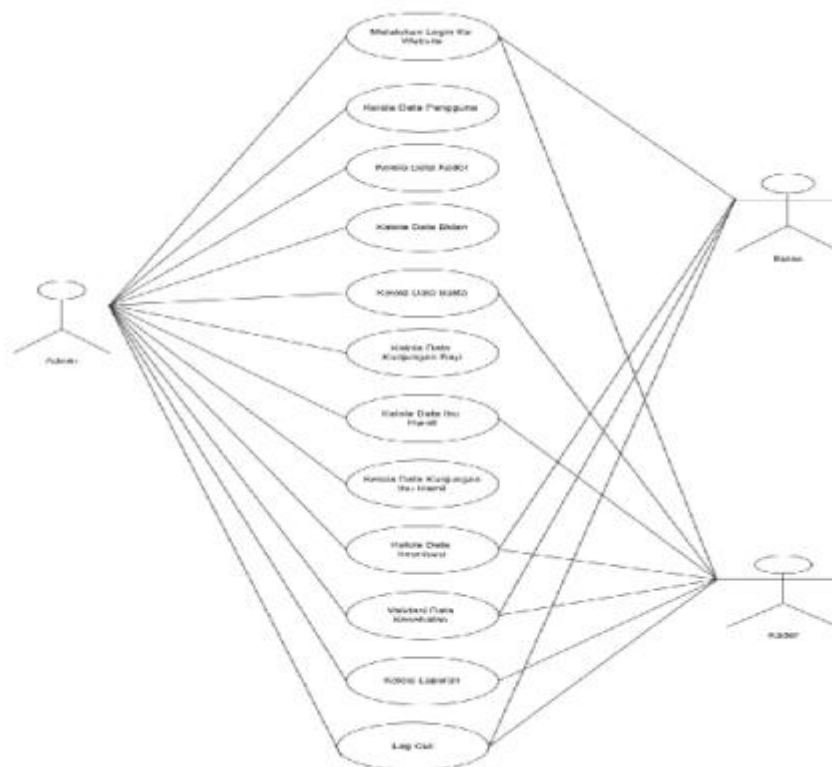 Melakukan Login Ke
Website
Kelola Data Pengguna
Kelola Data Kader
Kelola Data Bidan
Kelola Data Balita
Kelola Data
Kunjungan Bayi
Kelola Data Ibu
Hamil
Kelola Data Kunjungan
Ibu Hamil
Kelola Data
Imunisasi
Validasi Data
Kesehatan
Kelola Laporan
Log Out
Admin
Bidan
Kader